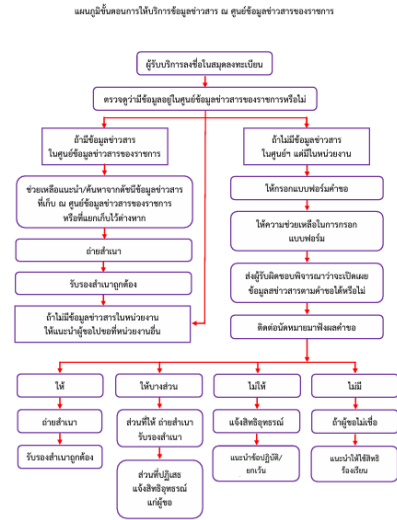 แผนภูมิขั้นตอนการให้บริการข้อมูลข่าวสาร ณ ศูนย์ข้อมูลข่าวสารของราชการ
ผู้รับบริการลงชื่อในสมุดลงทะเบียน
ตรวจดูว่ามีข้อมูลอยู่ในศูนย์ข้อมูลข่าวสารของราชการหรือไม่
ถ้ามีข้อมูลข่าวสาร
ในศูนย์ข้อมูลข่าวสารของราชการ
ช่วยเหลือแนะนำ/ค้นหาจากดัชนีข้อมูลข่าวสาร
ที่เก็บ ณ ศูนย์ข้อมูลข่าวสารของราชการ
หรือที่แยกเก็บไว้ต่างหาก
ถ่ายสำเนา
รับรองสำเนาถูกต้อง
ถ้าไม่มีข้อมูลข่าวสารในหน่วยงาน
ให้แนะนำผู้ขอไปขอที่หน่วยงานอื่น
ถ้าไม่มีข้อมูลข่าวสาร
ในศูนย์ฯ แต่มีในหน่วยงาน
ให้กรอกแบบฟอร์มคำขอ
ให้ความช่วยเหลือในการกรอก
แบบฟอร์ม
ส่งผู้รับผิดชอบพิจารณาว่าจะเปิดเผย
ข้อมูลข่าวสารตามคำขอได้หรือไม่
ติดต่อนัดหมายมาฟังผลคำขอ
ให้
ถ่ายสำเนา
รับรองสำเนาถูกต้อง
ให้บางส่วน
ส่วนที่ให้ ถ่ายสำเนา
รับรองสำเนา
ส่วนที่ปฏิเสธ
แจ้งสิทธิอุทธรณ์
แก่ผู้ขอ
ไม่ให้
แจ้งสิทธิอุทธรณ์
แนะนำข้อปฏิบัติ/
ยกเว้น
ไม่มี
ถ้าผู้ขอไม่เชื่อ
แนะนำให้ใช้สิทธิ
ร้องเรียน